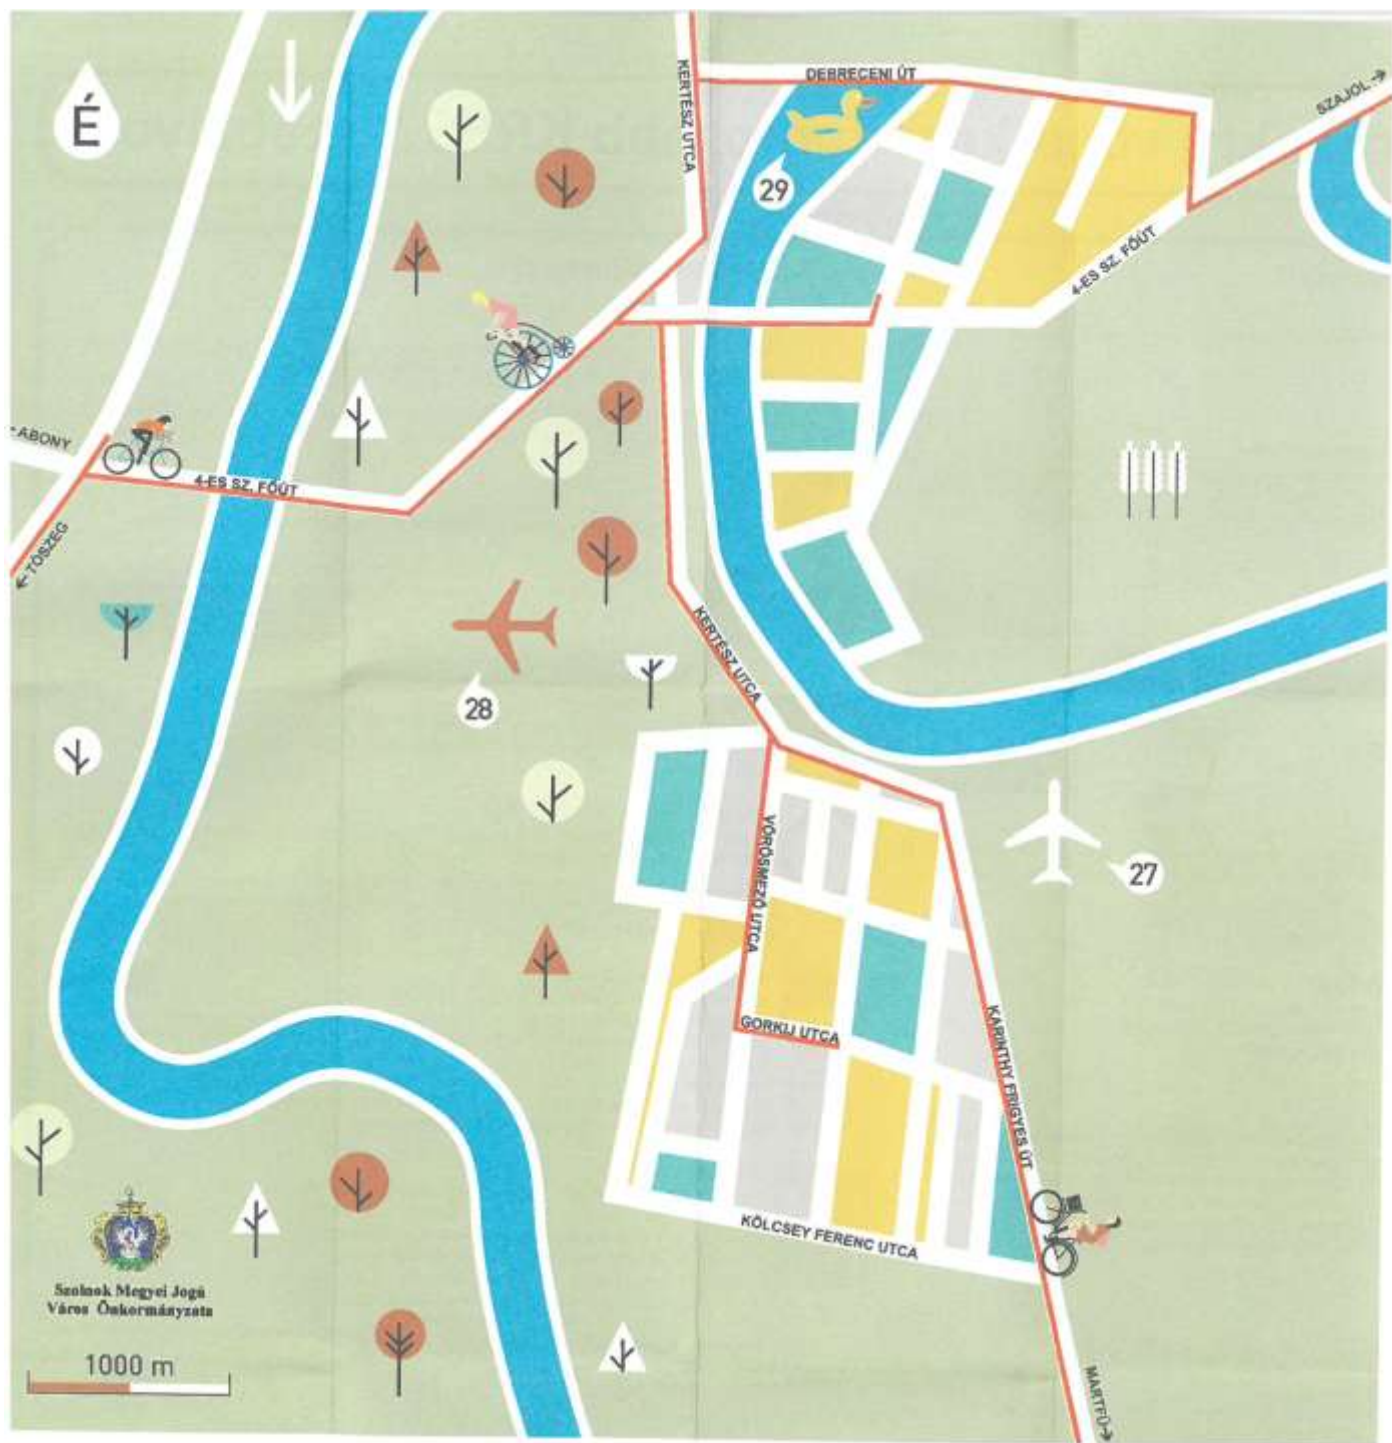 É
KERTÉSZ UTCA
DEBRECENI ÚT
SZAJOL →
29
4-ES SZ. FŐÚT
← ABONY
4-ES SZ. FŐÚT
← TÓSZEG
28
KERTÉSZ UTCA
27
VÖRÖSMEZŐ UTCA
GORKIJ UTCA
KARINTHY FRIGYES ÚT
KÖLCSEY FERENC UTCA
Szolnok Megyei Jogú
Város Önkormányzata
1000 m
MARTFŰ →